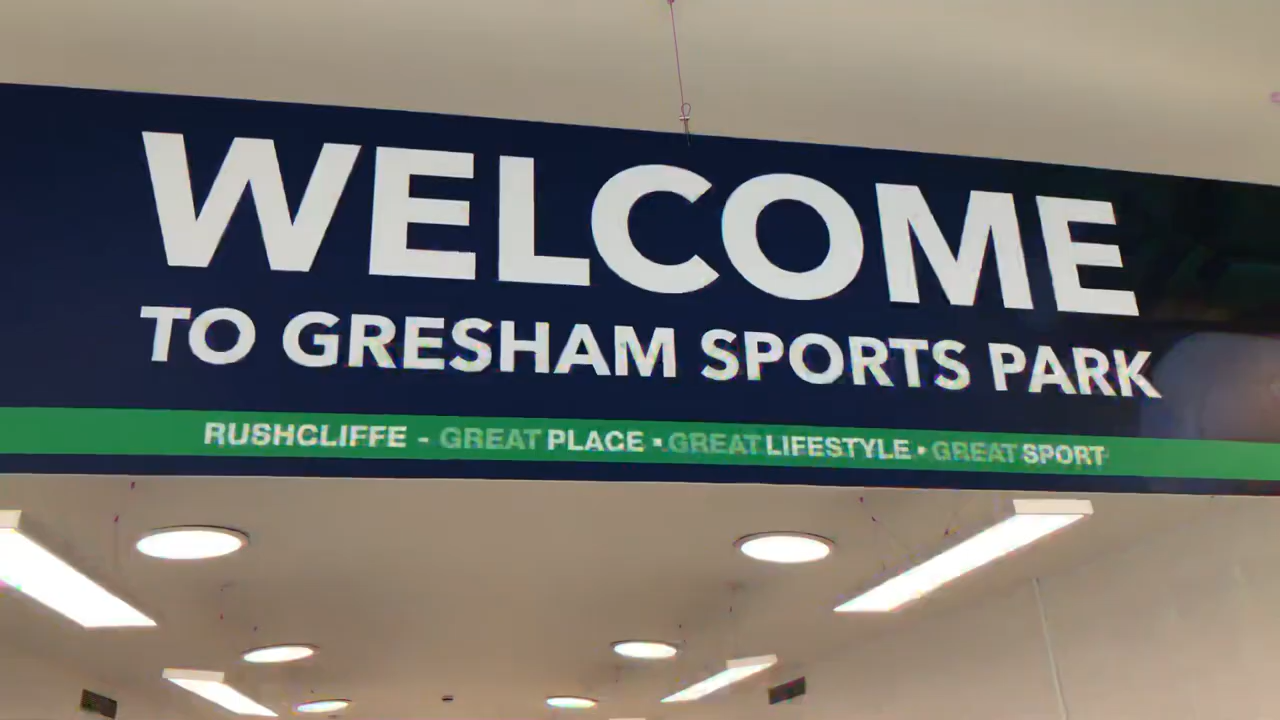 WELCOME
TO GRESHAM SPORTS PARK
RUSHCLIFFE - GREAT PLACE • GREAT LIFESTYLE • GREAT SPORT